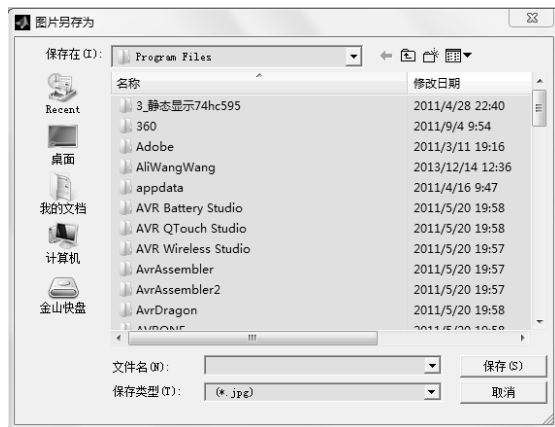 图片另存为
保存在(I): Program Files
名称 修改日期
3_静态显示74hc595 2011/4/28 22:40
360 2011/9/4 9:54
Adobe 2011/3/11 19:16
AliWangWang 2013/12/14 12:36
appdata 2011/4/16 9:47
AVR Battery Studio 2011/5/20 19:58
AVR QTouch Studio 2011/5/20 19:58
AVR Wireless Studio 2011/5/20 19:57
AvrAssembler 2011/5/20 19:57
AvrAssembler2 2011/5/20 19:57
AvrDragon 2011/5/20 19:58
AVRONE 2011/5/20 19:58
Recent
桌面
我的文档
计算机
金山快盘
文件名(N): 保存(S)
保存类型(T): (*.jpg) 取消